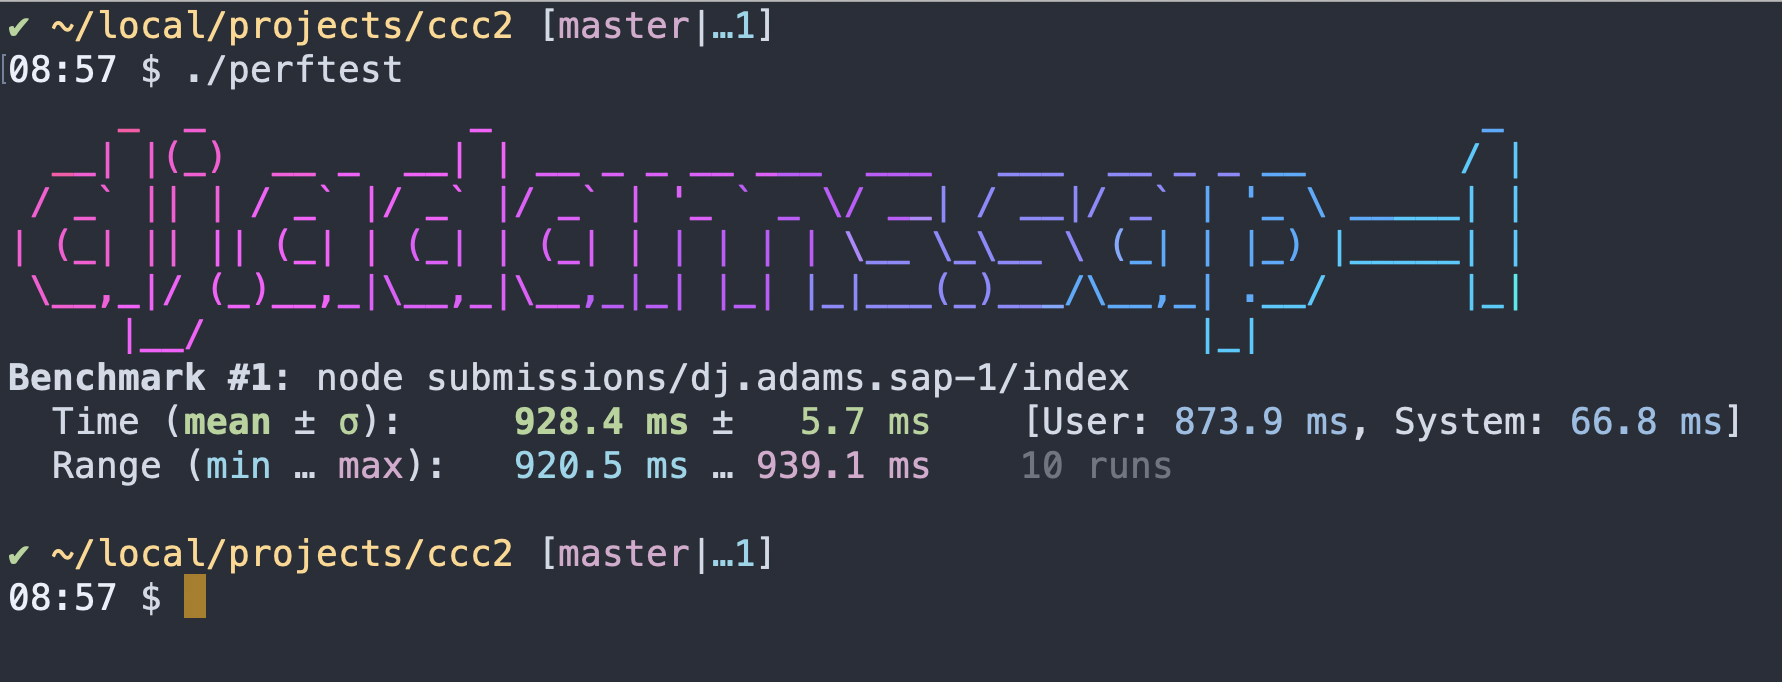 ✔ ~/local/projects/ccc2 [master|…1]
08:57 $ ./perftest
dj.adams.sap-1
Benchmark #1: node submissions/dj.adams.sap-1/index
Time (mean ± σ): 928.4 ms ± 5.7 ms [User: 873.9 ms, System: 66.8 ms]
Range (min … max): 920.5 ms … 939.1 ms 10 runs
✔ ~/local/projects/ccc2 [master|…1]
08:57 $